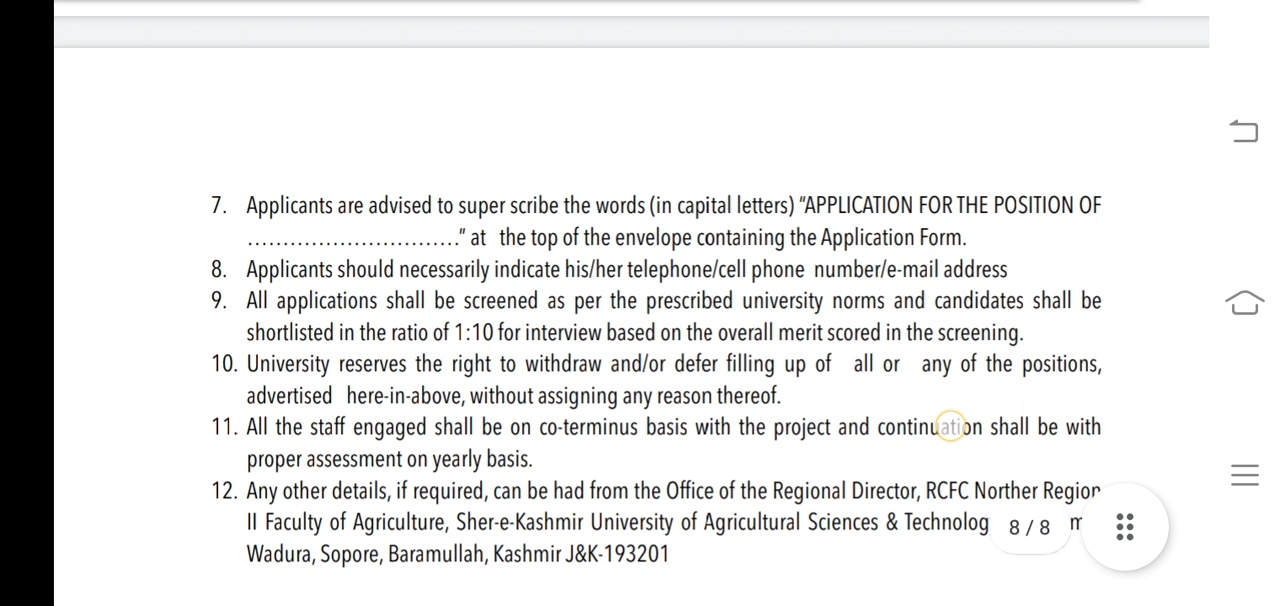 7. Applicants are advised to super scribe the words (in capital letters) "APPLICATION FOR THE POSITION OF
.............................." at the top of the envelope containing the Application Form.
8. Applicants should necessarily indicate his/her telephone/cell phone number/e-mail address
9. All applications shall be screened as per the prescribed university norms and candidates shall be
shortlisted in the ratio of 1:10 for interview based on the overall merit scored in the screening.
10. University reserves the right to withdraw and/or defer filling up of all or any of the positions,
advertised here-in-above, without assigning any reason thereof.
11. All the staff engaged shall be on co-terminus basis with the project and continuation shall be with
proper assessment on yearly basis.
12. Any other details, if required, can be had from the Office of the Regional Director, RCFC Norther Region
II Faculty of Agriculture, Sher-e-Kashmir University of Agricultural Sciences & Technolog
8 / 8
Wadura, Sopore, Baramullah, Kashmir J&K-193201